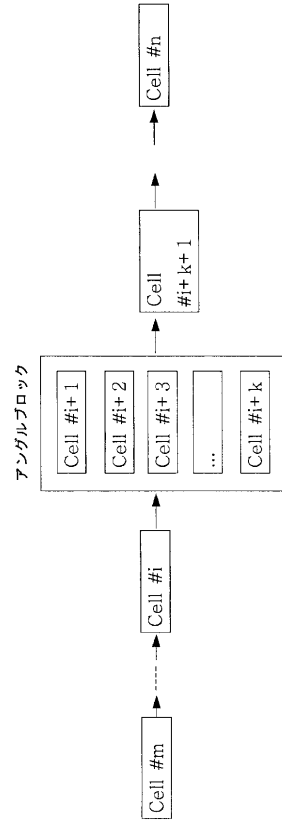 アングルブロック
Cell #m
Cell #i
Cell #i+1
Cell #i+2
Cell #i+3
...
Cell #i+k
Cell
#i+k+1
Cell #n